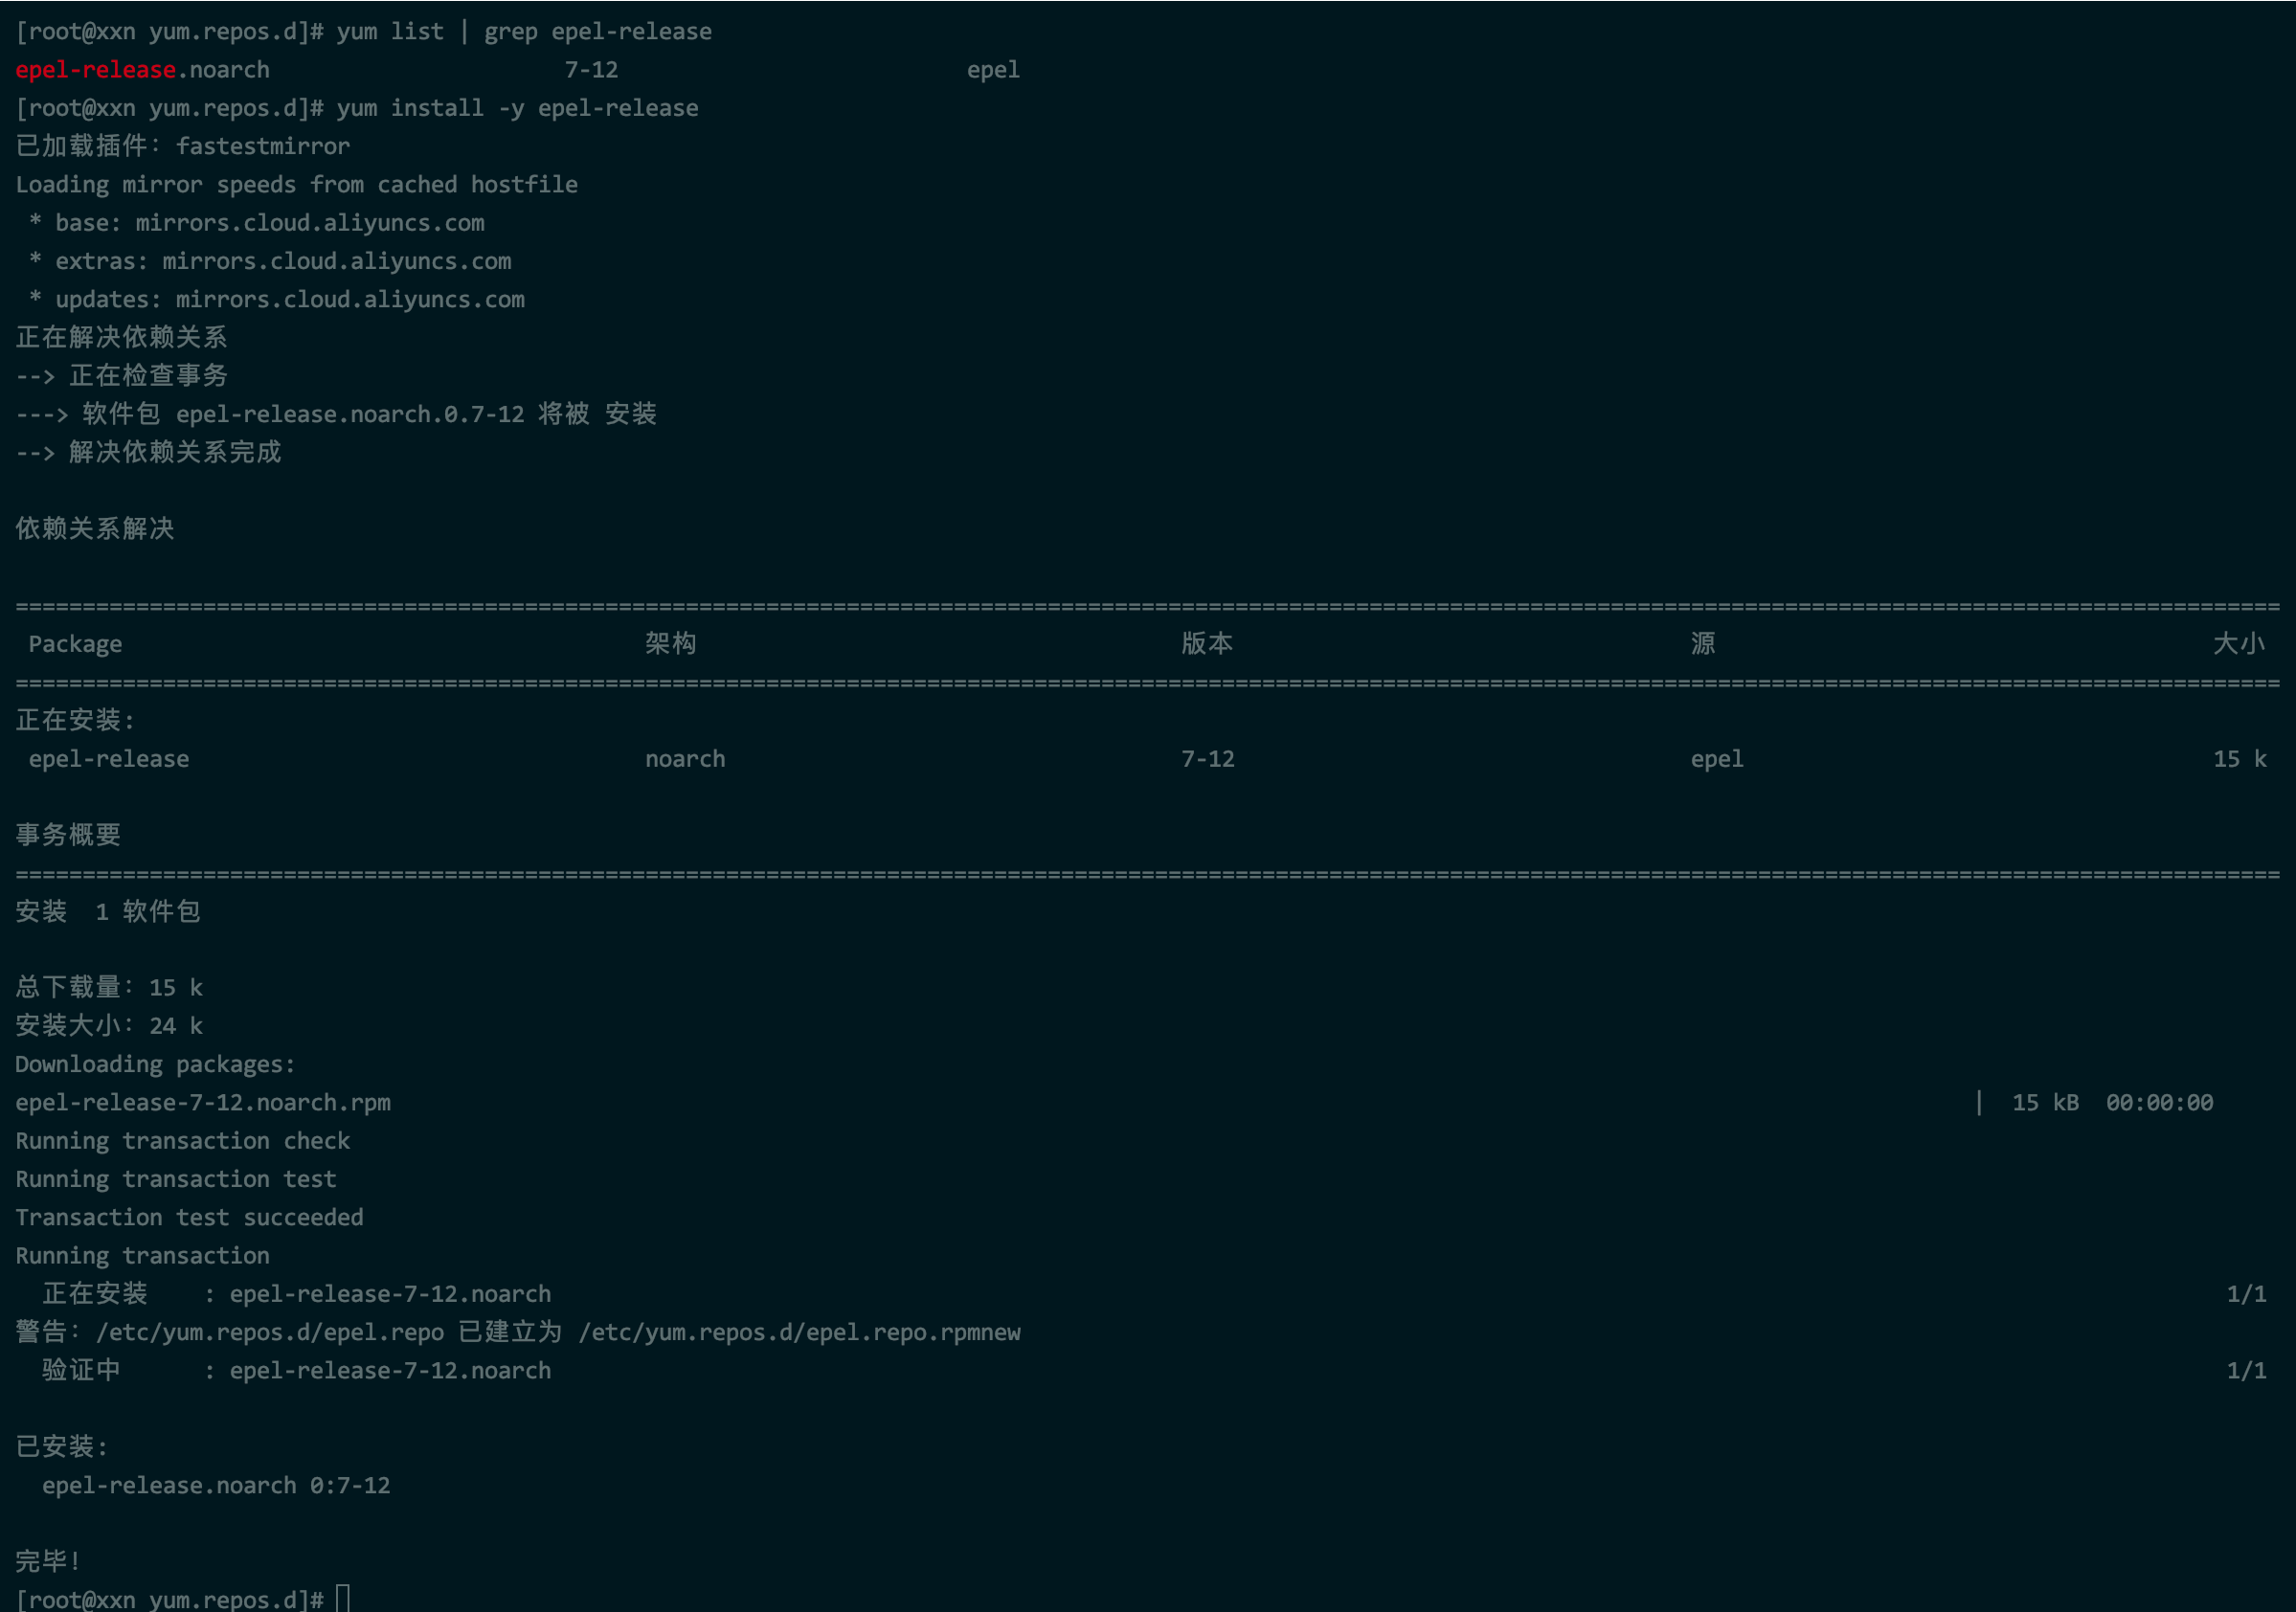 [root@xxn yum.repos.d]# yum list | grep epel-release
epel-release.noarch                      7-12                          epel
[root@xxn yum.repos.d]# yum install -y epel-release
已加载插件：fastestmirror
Loading mirror speeds from cached hostfile
 * base: mirrors.cloud.aliyuncs.com
 * extras: mirrors.cloud.aliyuncs.com
 * updates: mirrors.cloud.aliyuncs.com
正在解决依赖关系
--> 正在检查事务
---> 软件包 epel-release.noarch.0.7-12 将被 安装
--> 解决依赖关系完成
依赖关系解决
=========================================================================================================================================================================
 Package                                       架构                                    版本                                  源                                     大小
=========================================================================================================================================================================
正在安装:
 epel-release                                  noarch                                  7-12                                  epel                                   15 k
事务概要
=========================================================================================================================================================================
安装  1 软件包
总下载量：15 k
安装大小：24 k
Downloading packages:
epel-release-7-12.noarch.rpm                                                                                                                       |  15 kB  00:00:00
Running transaction check
Running transaction test
Transaction test succeeded
Running transaction
  正在安装    : epel-release-7-12.noarch                                                                                                                             1/1
警告：/etc/yum.repos.d/epel.repo 已建立为 /etc/yum.repos.d/epel.repo.rpmnew
  验证中      : epel-release-7-12.noarch                                                                                                                             1/1
已安装:
  epel-release.noarch 0:7-12
完毕！
[root@xxn yum.repos.d]#